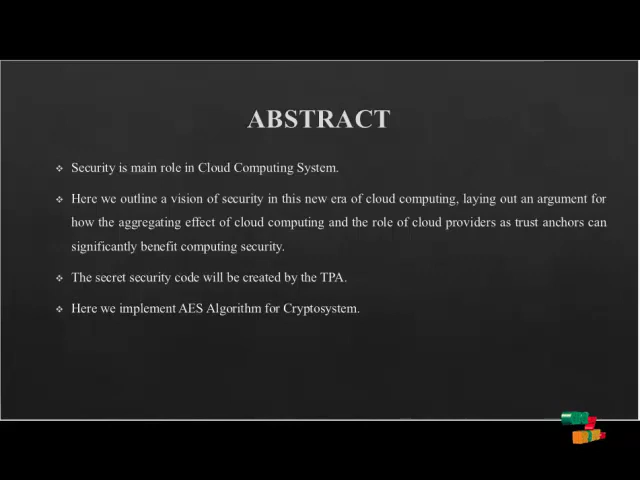 ABSTRACT
Security is main role in Cloud Computing System.
Here we outline a vision of security in this new era of cloud computing, laying out an argument for
how the aggregating effect of cloud computing and the role of cloud providers as trust anchors can
significantly benefit computing security.
The secret security code will be created by the TPA.
Here we implement AES Algorithm for Cryptosystem.